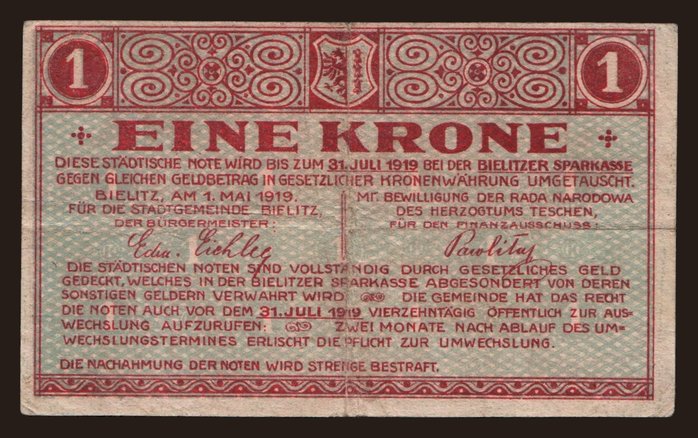 1 1
EINE KRONE
DIESE STÄDTISCHE NOTE WIRD BIS ZUM 31. JULI 1919 BEI DER BIELITZER SPARKASSE
GEGEN GLEICHEN GELDBETRAG IN GESETZLICHER KRONENWÄHRUNG UMGETAUSCHT.
BIELITZ, AM 1. MAI 1919.
FÜR DIE STADTGEMEINDE BIELITZ,
DER BÜRGERMEISTER:
Edu. Eichler
MIT BEWILLIGUNG DER RADA NARODOWA
DES HERZOGTUMS TESCHEN,
FÜR DEN FINANZAUSSCHUSS:
DIE STÄDTISCHEN NOTEN SIND VOLLSTÄNDIG DURCH GESETZLICHES GELD
GEDECKT, WELCHES IN DER BIELITZER SPARKASSE ABGESONDERT VON DEREN
SONSTIGEN GELDERN VERWAHRT WIRD DIE GEMEINDE HAT DAS RECHT
DIE NOTEN AUCH VOR DEM 31. JULI 1919 VIERZEHNTÄGIG ÖFFENTLICH ZUR AUS=
WECHSLUNG AUFZURUFEN: ZWEI MONATE NACH ABLAUF DES UM=
WECHSLUNGSTERMINES ERLISCHT DIE PFLICHT ZUR UMWECHSLUNG.
DIE NACHAHMUNG DER NOTEN WIRD STRENGE BESTRAFT.